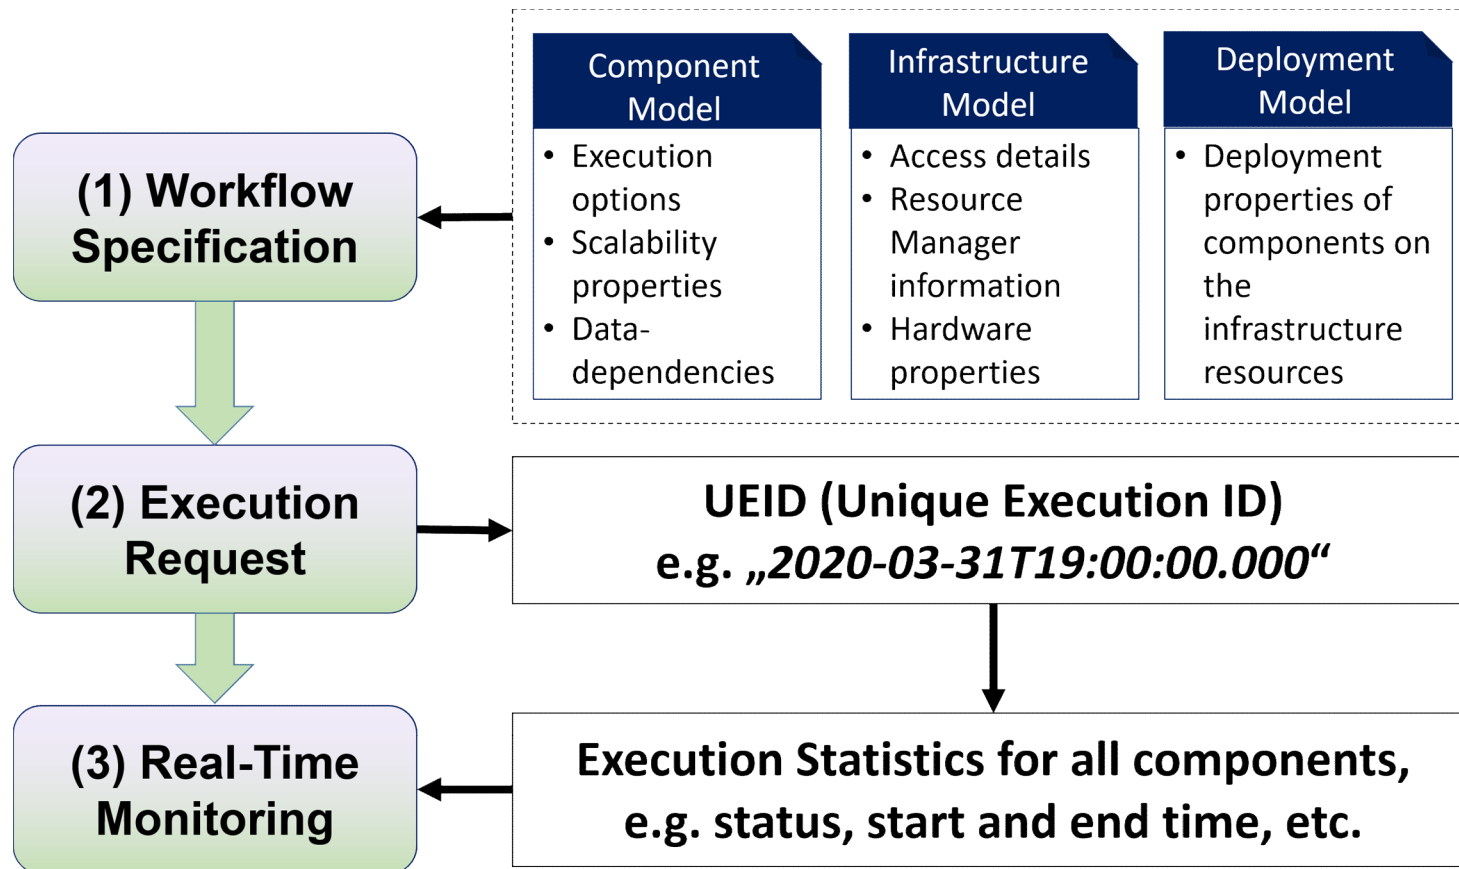 Component
Model
• Execution
options
• Scalability
properties
• Data-
dependencies
Infrastructure
Model
• Access details
• Resource
Manager
information
• Hardware
properties
Deployment
Model
• Deployment
properties of
components on
the
infrastructure
resources
(1) Workflow
Specification
(2) Execution
Request
UEID (Unique Execution ID)
e.g. „2020-03-31T19:00:00.000“
(3) Real-Time
Monitoring
Execution Statistics for all components,
e.g. status, start and end time, etc.